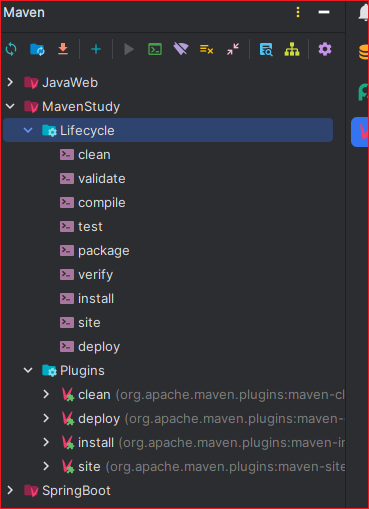 Maven
JavaWeb
MavenStudy
Lifecycle
clean
validate
compile
test
package
verify
install
site
deploy
Plugins
clean (org.apache.maven.plugins:maven-cl
deploy (org.apache.maven.plugins:maven-
install (org.apache.maven.plugins:maven-in
site (org.apache.maven.plugins:maven-site
SpringBoot